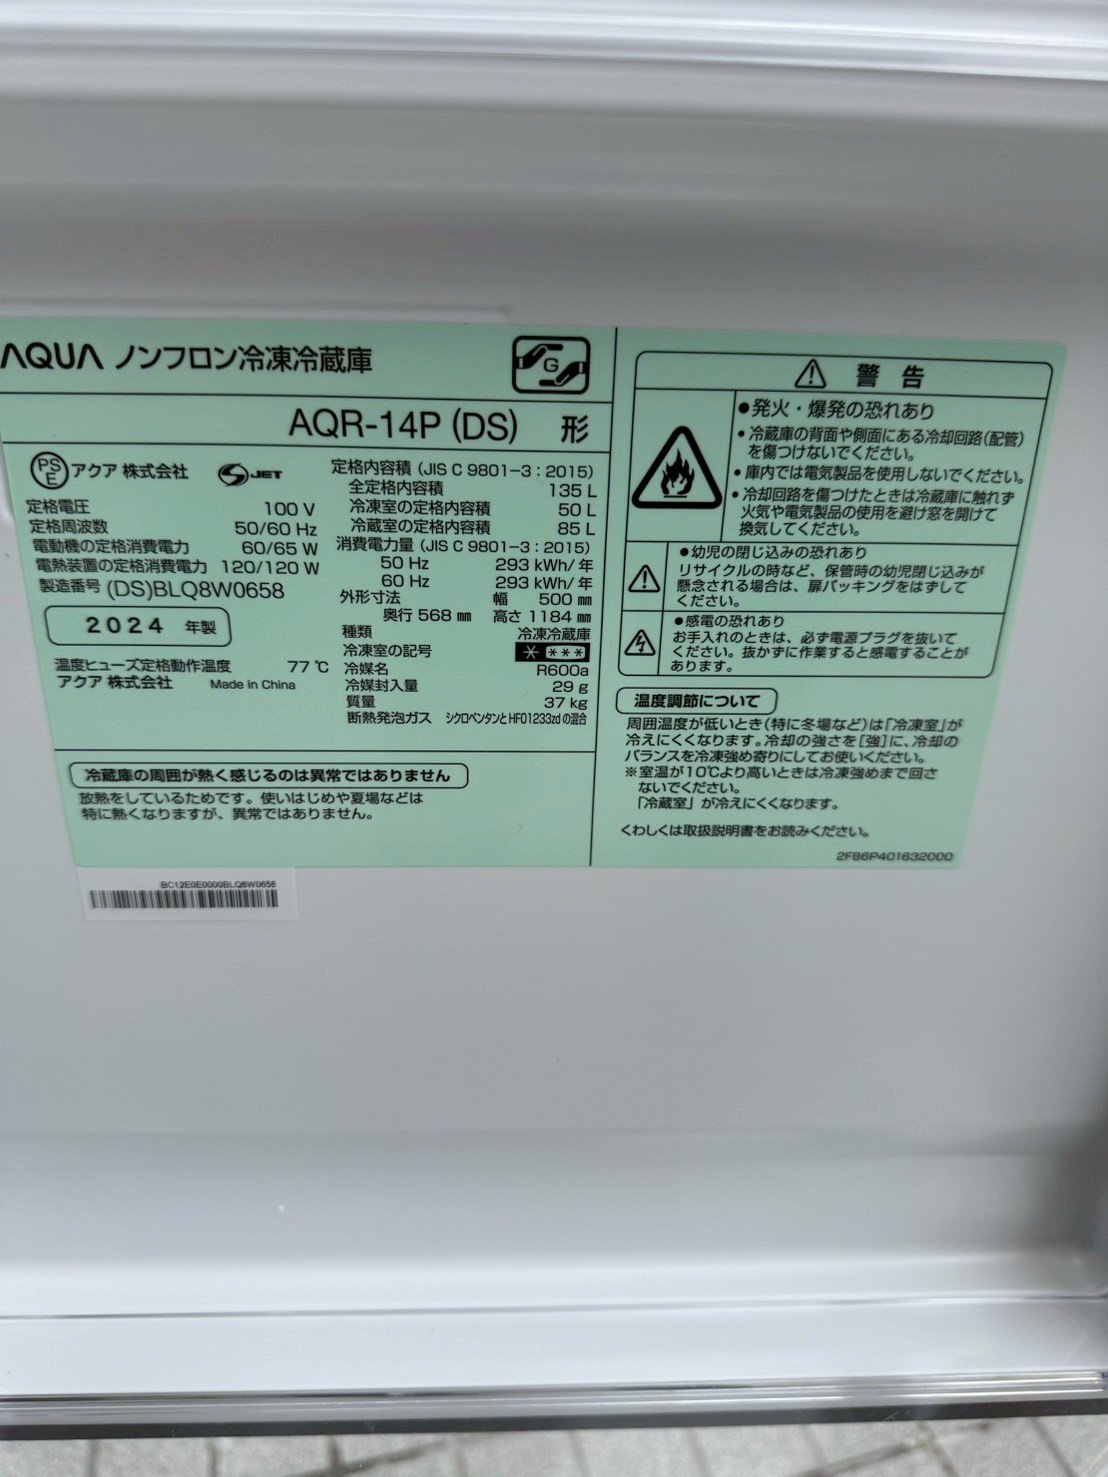 AQUA ノンフロン冷凍冷蔵庫
G
AQR-14P (DS) 形
PS E アクア 株式会社 S JET
定格電圧 100 V
定格周波数 50/60 Hz
電動機の定格消費電力 60/65 W
電熱装置の定格消費電力 120/120 W
製造番号 (DS)BLQ8W0658
2024 年製
温度ヒューズ定格動作温度 77 ℃
アクア 株式会社 Made in China
定格内容積 (JIS C 9801-3 : 2015)
全定格内容積 135 L
冷凍室の定格内容積 50 L
冷蔵室の定格内容積 85 L
消費電力量 (JIS C 9801-3 : 2015)
50 Hz 293 kWh/年
60 Hz 293 kWh/年
外形寸法 幅 500 ㎜
奥行 568 ㎜ 高さ 1184 ㎜
種類 冷凍冷蔵庫
冷凍室の記号 * ***
冷媒名 R600a
冷媒封入量 29 g
質量 37 kg
断熱発泡ガス シクロペンタンとHFO1233zdの混合
冷蔵庫の周囲が熱く感じるのは異常ではありません
放熱をしているためです。使いはじめや夏場などは
特に熱くなりますが、異常ではありません。
BC12E0E0000BLQ8W0658
警告
●発火・爆発の恐れあり
・冷蔵庫の背面や側面にある冷却回路(配管)
を傷つけないでください。
・庫内では電気製品を使用しないでください。
・冷却回路を傷つけたときは冷蔵庫に触れず
火気や電気製品の使用を避け窓を開けて
換気してください。
●幼児の閉じ込みの恐れあり
リサイクルの時など、保管時の幼児閉じ込みが
懸念される場合は、扉パッキングをはずして
ください。
●感電の恐れあり
お手入れのときは、必ず電源プラグを抜いて
ください。抜かずに作業すると感電することが
あります。
温度調節について
周囲温度が低いとき(特に冬場など)は「冷凍室」が
冷えにくくなります。冷却の強さを[強]に、冷却の
バランスを冷凍強め寄りにしてお使いください。
※室温が10℃より高いときは冷凍強めまで回さ
ないでください。
「冷蔵室」が冷えにくくなります。
くわしくは取扱説明書をお読みください。
2FB6P401632000